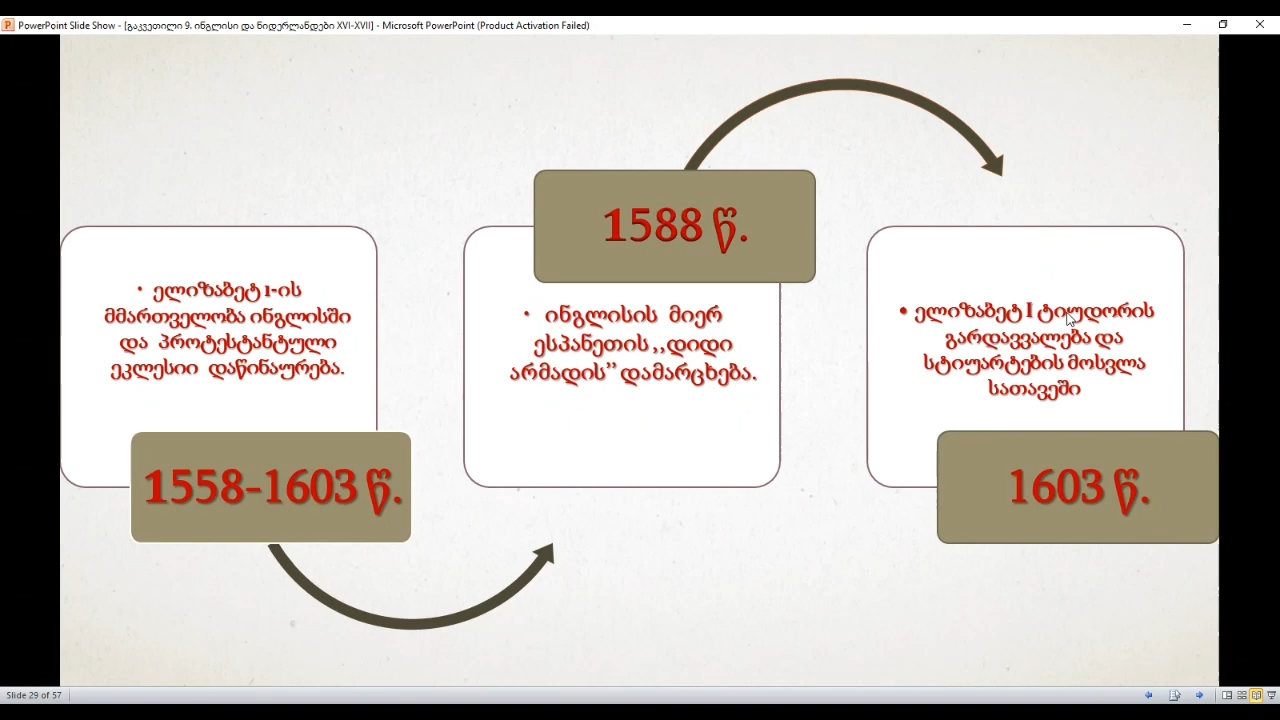 PowerPoint Slide Show - [გაკვეთილი 9. ინგლისი და ნიდერლანდები XVI-XVII] - Microsoft PowerPoint (Product Activation Failed)
• ელიზაბეტ I-ის
მმართველობა ინგლისში
და პროტესტანტული
ეკლესიი დაწინაურება.
1558-1603 წ.
1588 წ.
• ინგლისის მიერ
ესპანეთის ,,დიდი
არმადის’’ დამარცხება.
• ელიზაბეტ I ტიუდორის
გარდავვალება და
სტიუარტების მოსვლა
სათავეში
1603 წ.
Slide 29 of 57